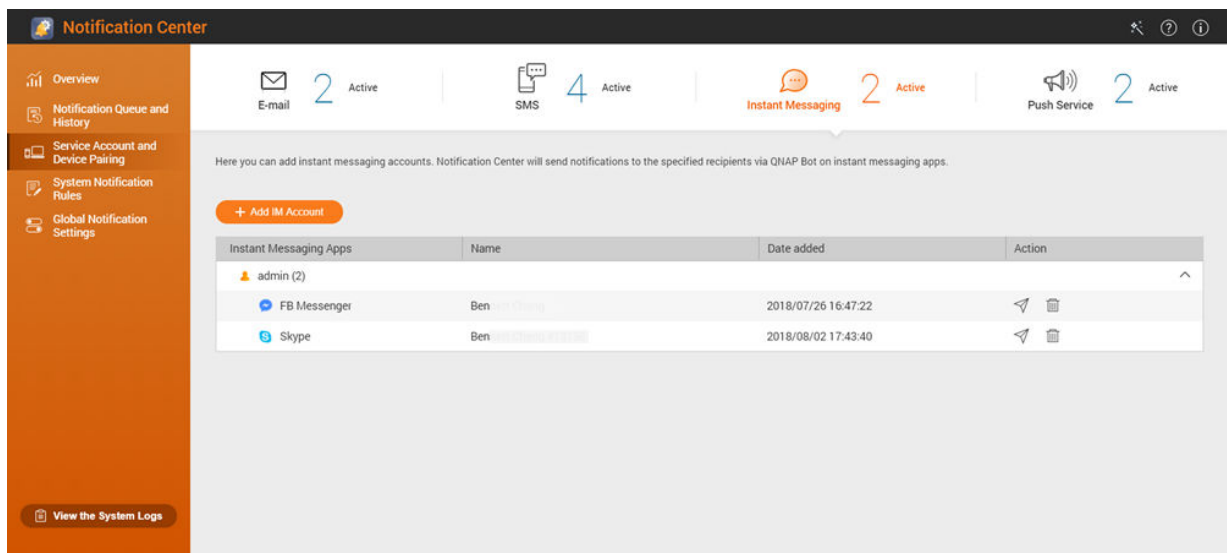 Notification Center
Overview
Notification Queue and
History
Service Account and
Device Pairing
System Notification
Rules
Global Notification
Settings
View the System Logs
E-mail 2 Active
SMS 4 Active
Instant Messaging 2 Active
Push Service 2 Active
Here you can add instant messaging accounts. Notification Center will send notifications to the specified recipients via QNAP Bot on instant messaging apps.
+ Add IM Account
Instant Messaging Apps Name Date added Action
admin (2)
FB Messenger Ben 2018/07/26 16:47:22
Skype Ben 2018/08/02 17:43:40